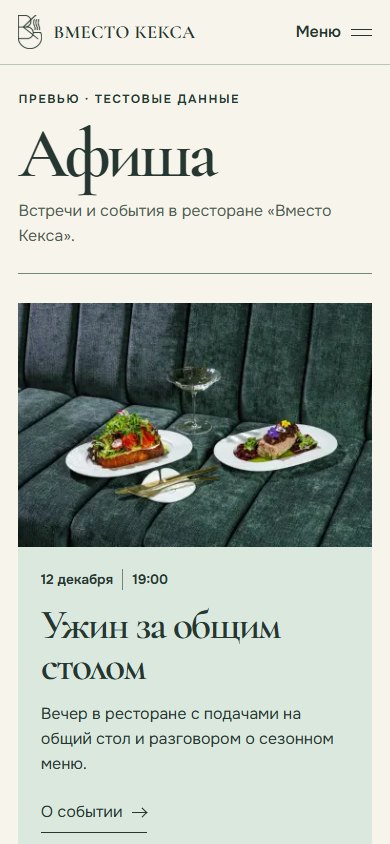 ВМЕСТО КЕКСА
Меню
ПРЕВЬЮ · ТЕСТОВЫЕ ДАННЫЕ
Афиша
Встречи и события в ресторане «Вместо
Кекса».
12 декабря | 19:00
Ужин за общим
столом
Вечер в ресторане с подачами на
общий стол и разговором о сезонном
меню.
О событии →